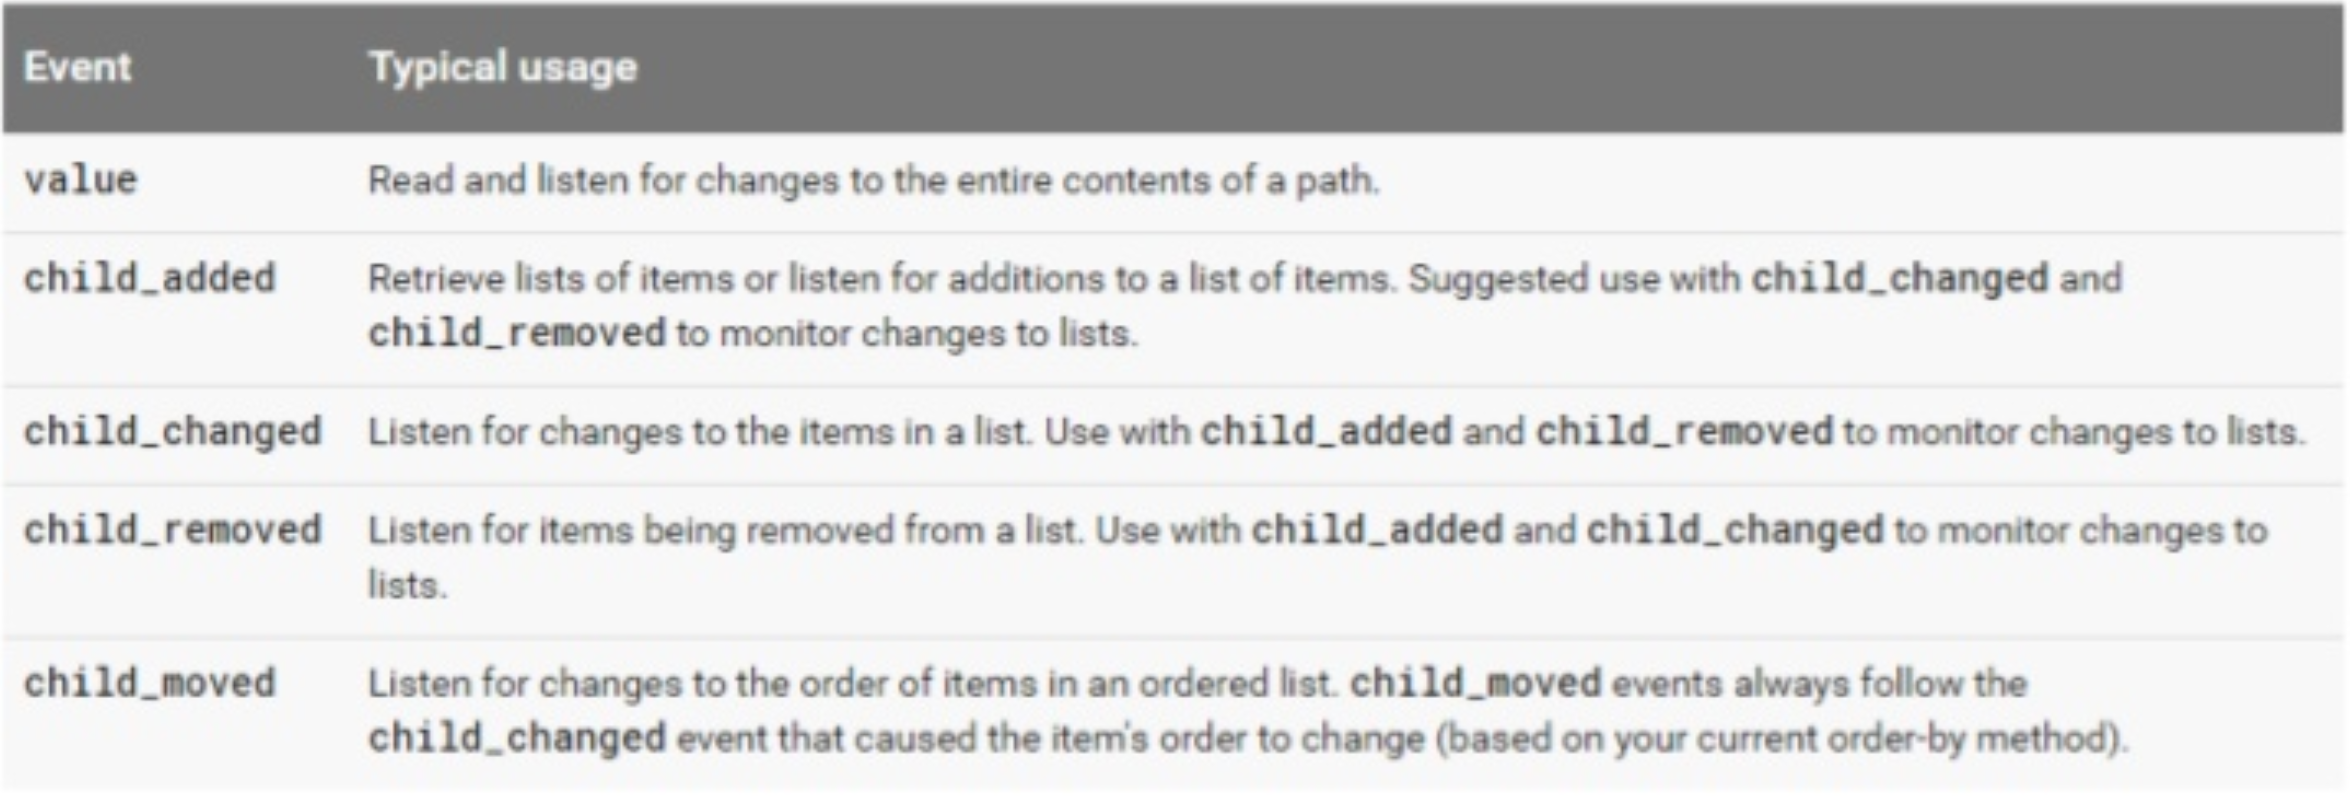 Event Typical usage
value Read and listen for changes to the entire contents of a path.
child_added Retrieve lists of items or listen for additions to a list of items. Suggested use with child_changed and
child_removed to monitor changes to lists.
child_changed Listen for changes to the items in a list. Use with child_added and child_removed to monitor changes to lists.
child_removed Listen for items being removed from a list. Use with child_added and child_changed to monitor changes to
lists.
child_moved Listen for changes to the order of items in an ordered list. child_moved events always follow the
child_changed event that caused the item's order to change (based on your current order-by method).